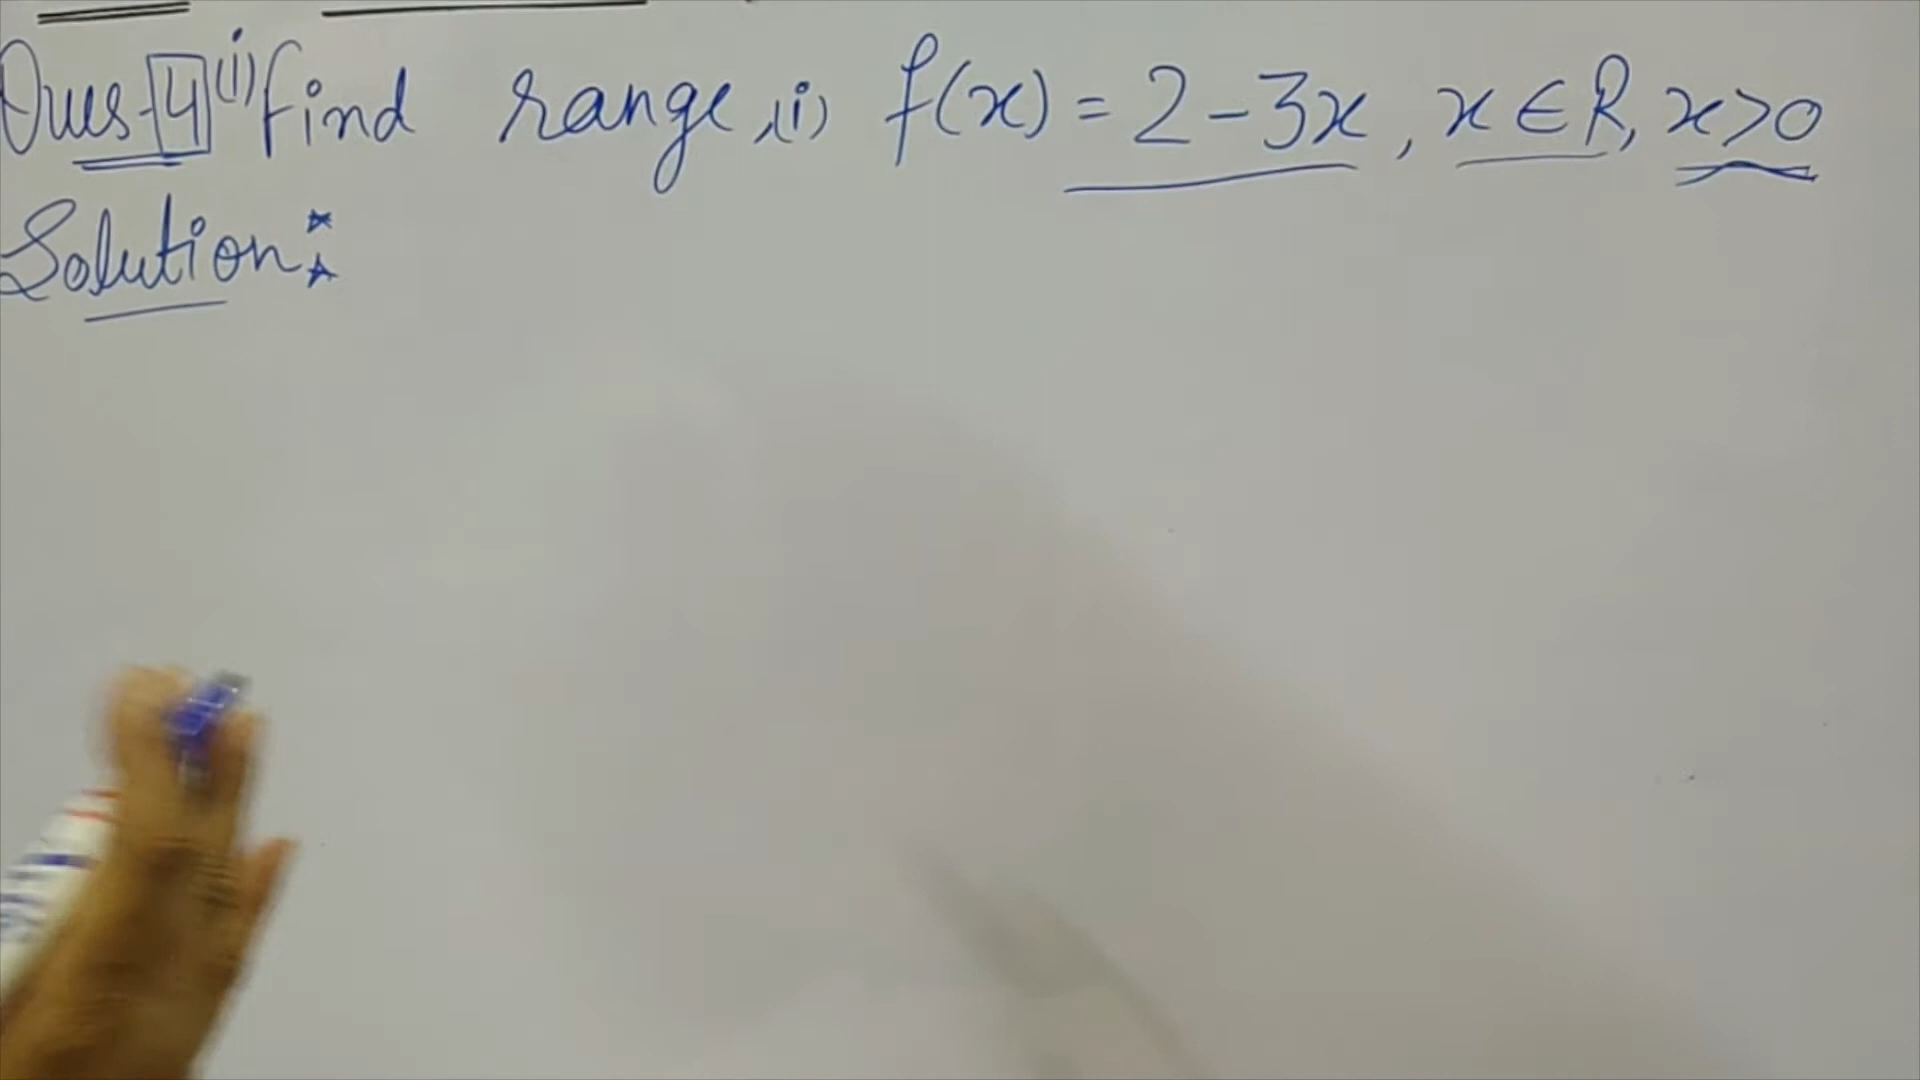 Ques-4 (i) Find range, (i) f(x) = 2-3x, x ∈ R, x>0
Solution: